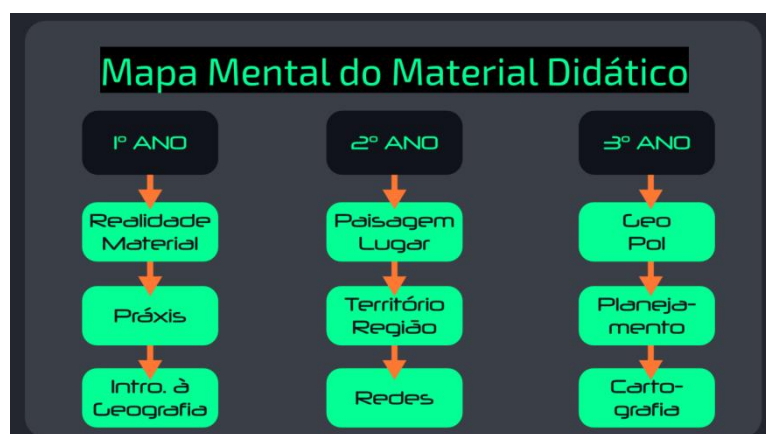 Mapa Mental do Material Didático
1º ANO
Realidade
Material
Práxis
Intro. à
Geografia
2º ANO
Paisagem
Lugar
Território
Região
Redes
3º ANO
Geo
Pol
Planeja-
mento
Carto-
grafia